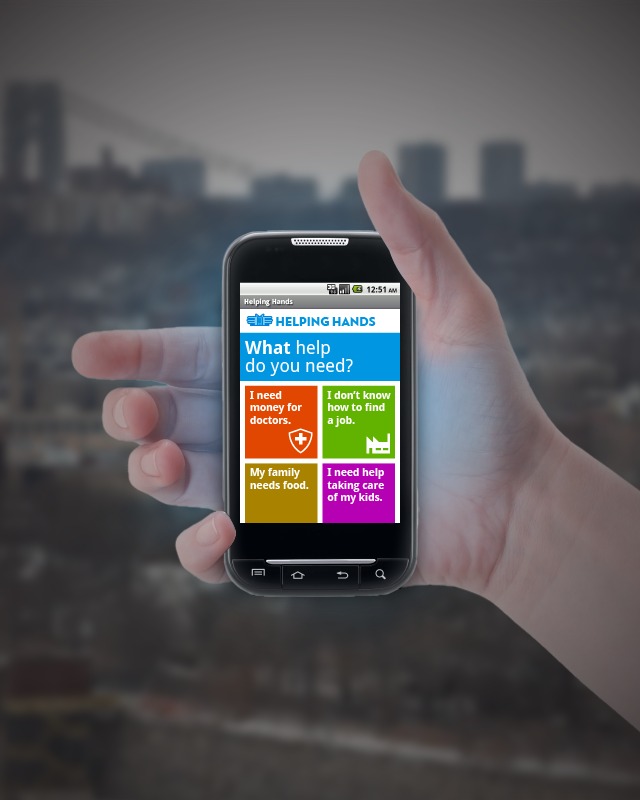 12:51 AM
Helping Hands
HELPING HANDS
What help
do you need?
I need
money for
doctors.
I don't know
how to find
a job.
My family
needs food.
I need help
taking care
of my kids.